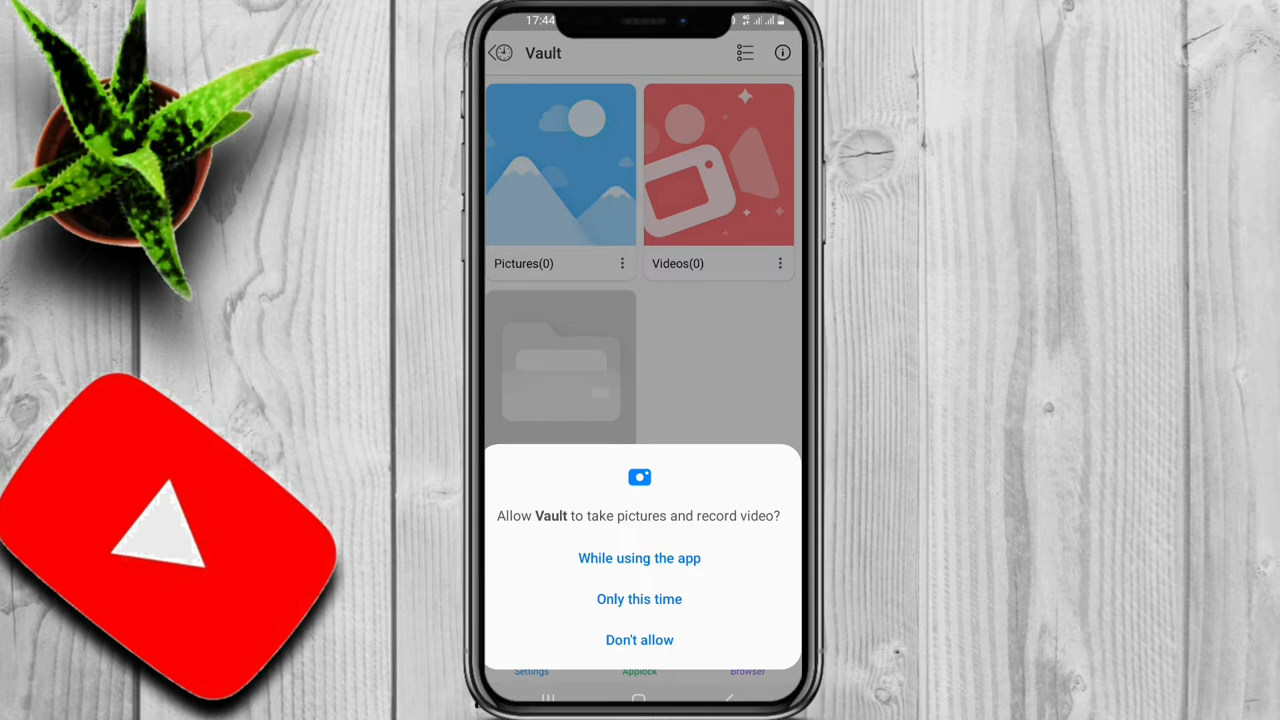 17:44
Vault
Pictures(0)
Videos(0)
Allow Vault to take pictures and record video?
While using the app
Only this time
Don't allow
Settings
Applock
Browser